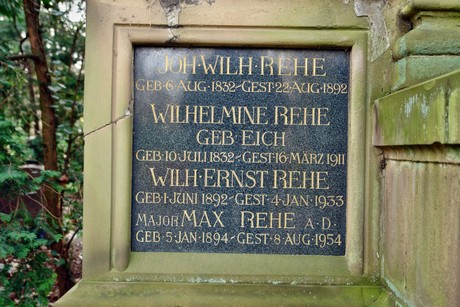 JOH·WILH·REHE
GEB·6·AUG·1832-GEST·22·AUG·1892
WILHELMINE REHE
GEB·EICH
GEB·10·JULI·1832-GEST·16·MÄRZ·1911
WILH·ERNST REHE
GEB·1·JUNI·1892-GEST·4·JAN·1933
MAJOR MAX REHE A·D·
GEB·5·JAN·1894-GEST·8·AUG·1954